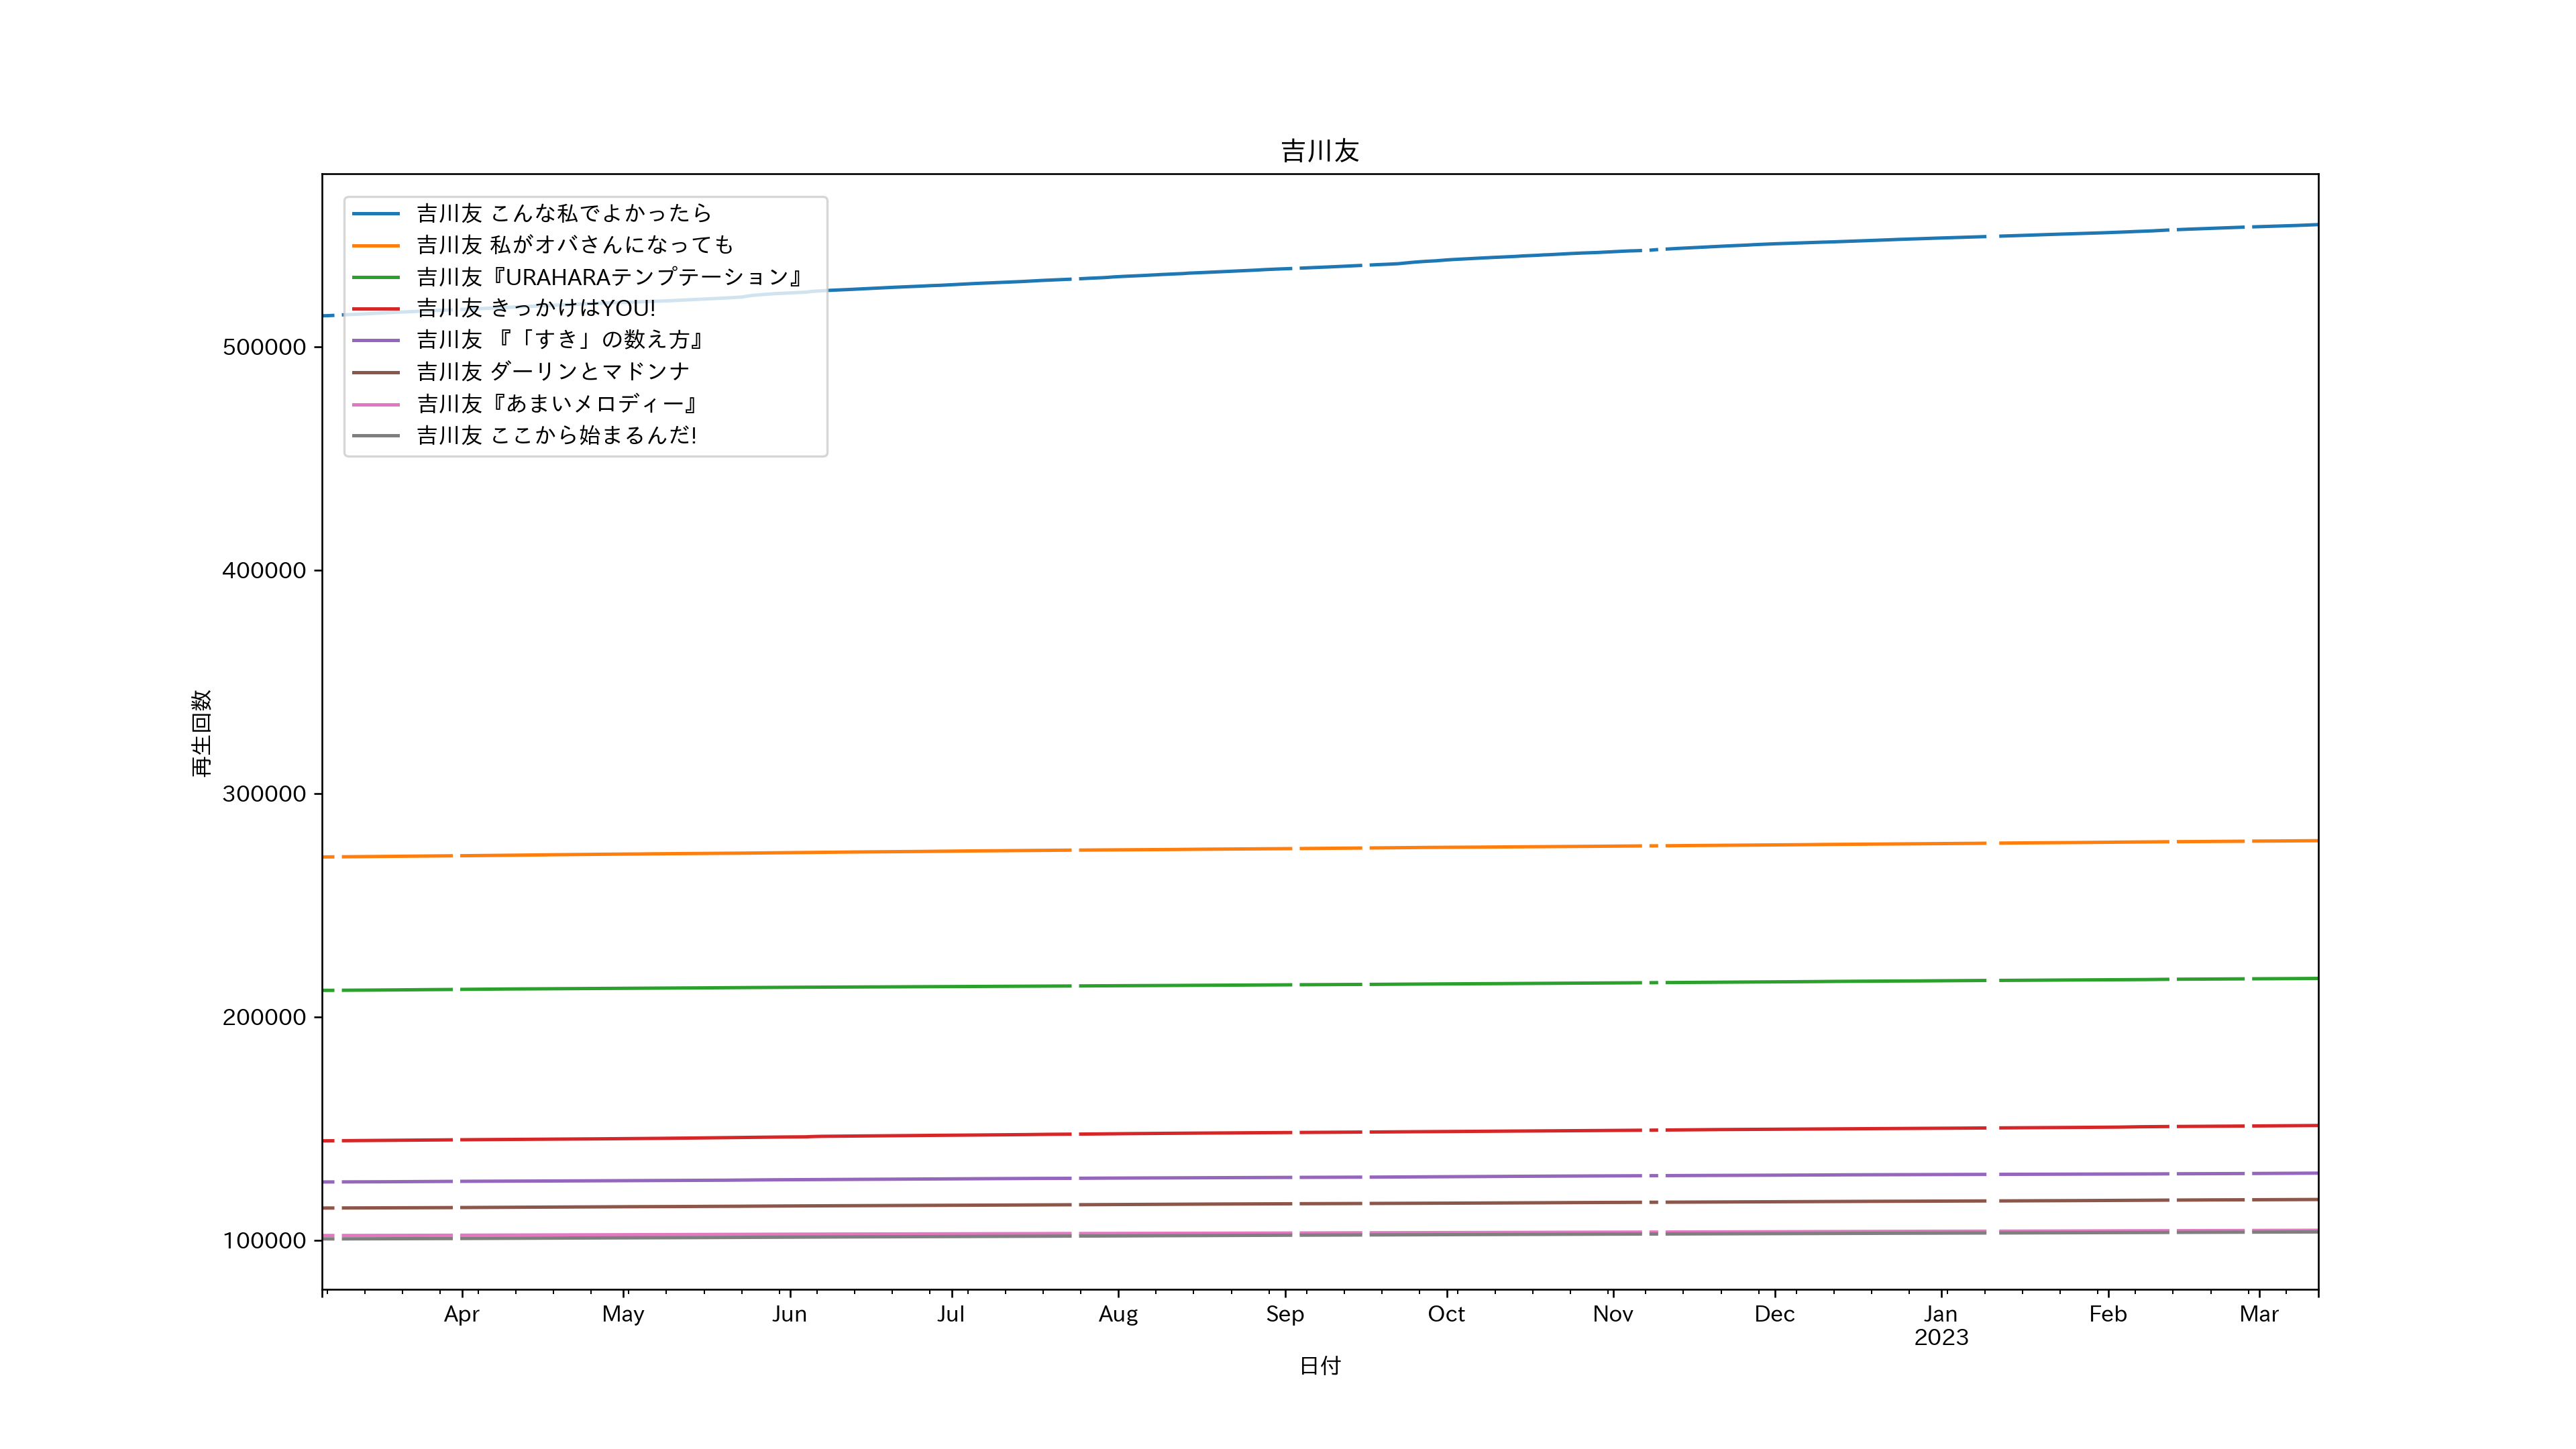 吉川友
吉川友 こんな私でよかったら
吉川友 私がオバさんになっても
吉川友『URAHARAテンプテーション』
吉川友 きっかけはYOU!
吉川友 『「すき」の数え方』
吉川友 ダーリンとマドンナ
吉川友『あまいメロディー』
吉川友 ここから始まるんだ!
再生回数
500000
400000
300000
200000
100000
Apr May Jun Jul Aug Sep Oct Nov Dec Jan Feb Mar
2023
日付